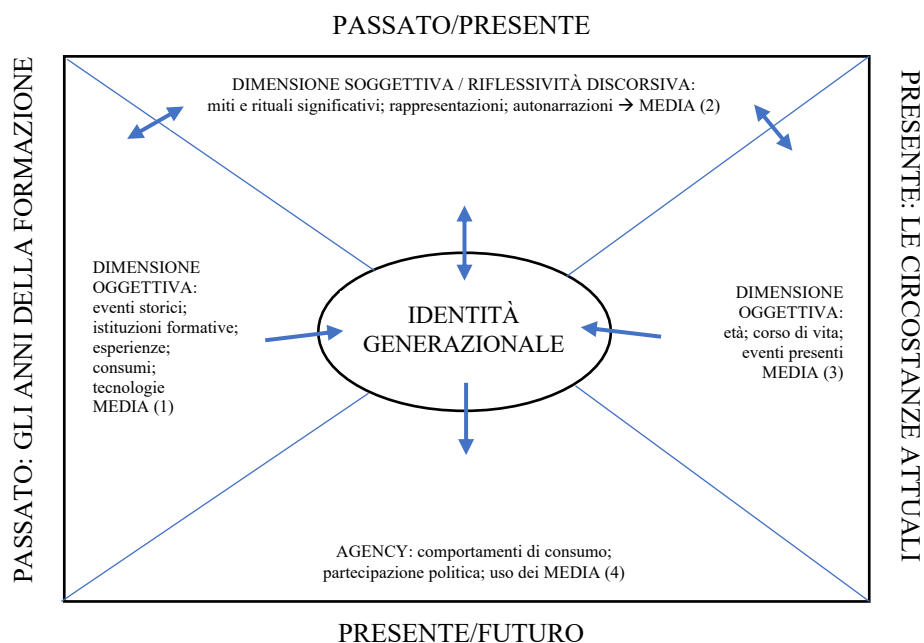 PASSATO/PRESENTE
PASSATO: GLI ANNI DELLA FORMAZIONE
DIMENSIONE SOGGETTIVA / RIFLESSIVITÀ DISCORSIVA:
miti e rituali significativi; rappresentazioni; autonarrazioni → MEDIA (2)
DIMENSIONE
OGGETTIVA:
eventi storici;
istituzioni formative;
esperienze;
consumi;
tecnologie
MEDIA (1)
IDENTITÀ
GENERAZIONALE
DIMENSIONE
OGGETTIVA:
età; corso di vita;
eventi presenti
MEDIA (3)
AGENCY: comportamenti di consumo;
partecipazione politica; uso dei MEDIA (4)
PRESENTE: LE CIRCOSTANZE ATTUALI
PRESENTE/FUTURO